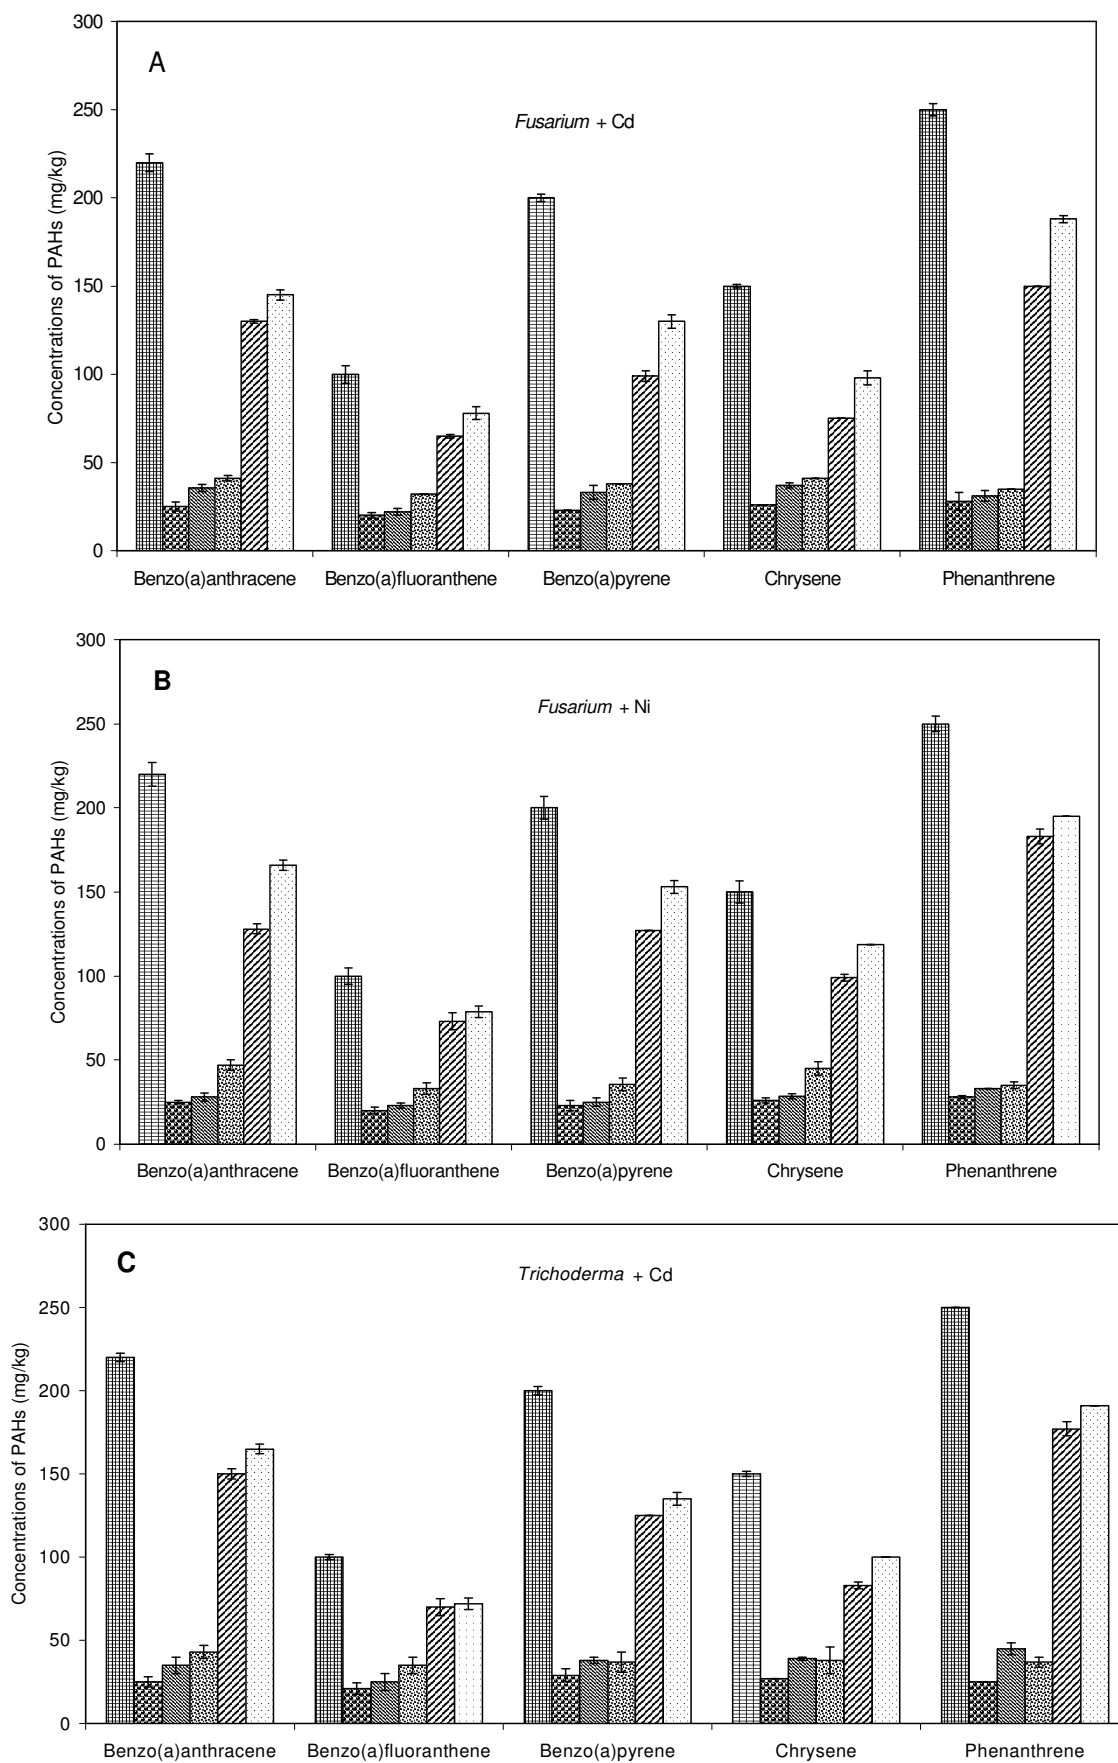 300
A
Fusarium + Cd
250
200
150
100
50
0
Concentrations of PAHs (mg/kg)
Benzo(a)anthracene Benzo(a)fluoranthene Benzo(a)pyrene Chrysene Phenanthrene
300
B
Fusarium + Ni
250
200
150
100
50
0
Concentrations of PAHs (mg/kg)
Benzo(a)anthracene Benzo(a)fluoranthene Benzo(a)pyrene Chrysene Phenanthrene
300
C
Trichoderma + Cd
250
200
150
100
50
0
Concentrations of PAHs (mg/kg)
Benzo(a)anthracene Benzo(a)fluoranthene Benzo(a)pyrene Chrysene Phenanthrene